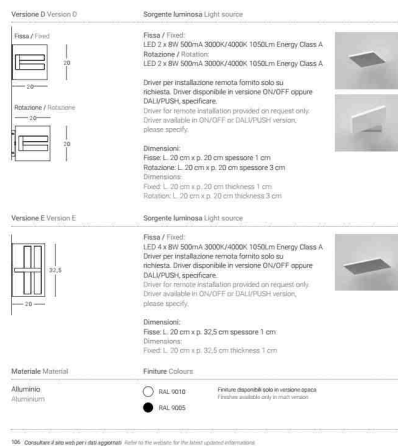 Versione D Version D
Sorgente luminosa Light source
Fissa / Fixed
20
20
Rotazione / Rotazione
20
20
Fissa / Fixed:
LED 2 x 8W 500mA 3000K/4000K 1050Lm Energy Class A
Rotazione / Rotation:
LED 2 x 8W 500mA 3000K/4000K 1050Lm Energy Class A
Driver per installazione remota fornito solo su
richiesta. Driver disponibile in versione ON/OFF oppure
DALI/PUSH, specificare.
Driver for remote installation provided on request only.
Driver available in ON/OFF or DALI/PUSH version,
please specify.
Dimensioni:
Fisse: L. 20 cm x p. 20 cm spessore 1 cm
Rotazione: L. 20 cm x p. 20 cm spessore 3 cm
Dimensions:
Fixed: L. 20 cm x p. 20 cm thickness 1 cm
Rotation: L. 20 cm x p. 20 cm thickness 3 cm
Versione E Version E
Sorgente luminosa Light source
32,5
20
Fissa / Fixed:
LED 4 x 8W 500mA 3000K/4000K 1050Lm Energy Class A
Driver per installazione remota fornito solo su
richiesta. Driver disponibile in versione ON/OFF oppure
DALI/PUSH, specificare.
Driver for remote installation provided on request only.
Driver available in ON/OFF or DALI/PUSH version,
please specify.
Dimensioni:
Fisse: L. 20 cm x p. 32,5 cm spessore 1 cm
Dimensions:
Fixed: L. 20 cm x p. 32,5 cm thickness 1 cm
Materiale Material
Finiture Colours
Alluminio
Aluminium
RAL 9010
RAL 9005
Finiture disponibili solo in versione opaca
Finishes available only in matt version
106 Consultare il sito web per i dati aggiornati Refer to the website for the latest updated informations